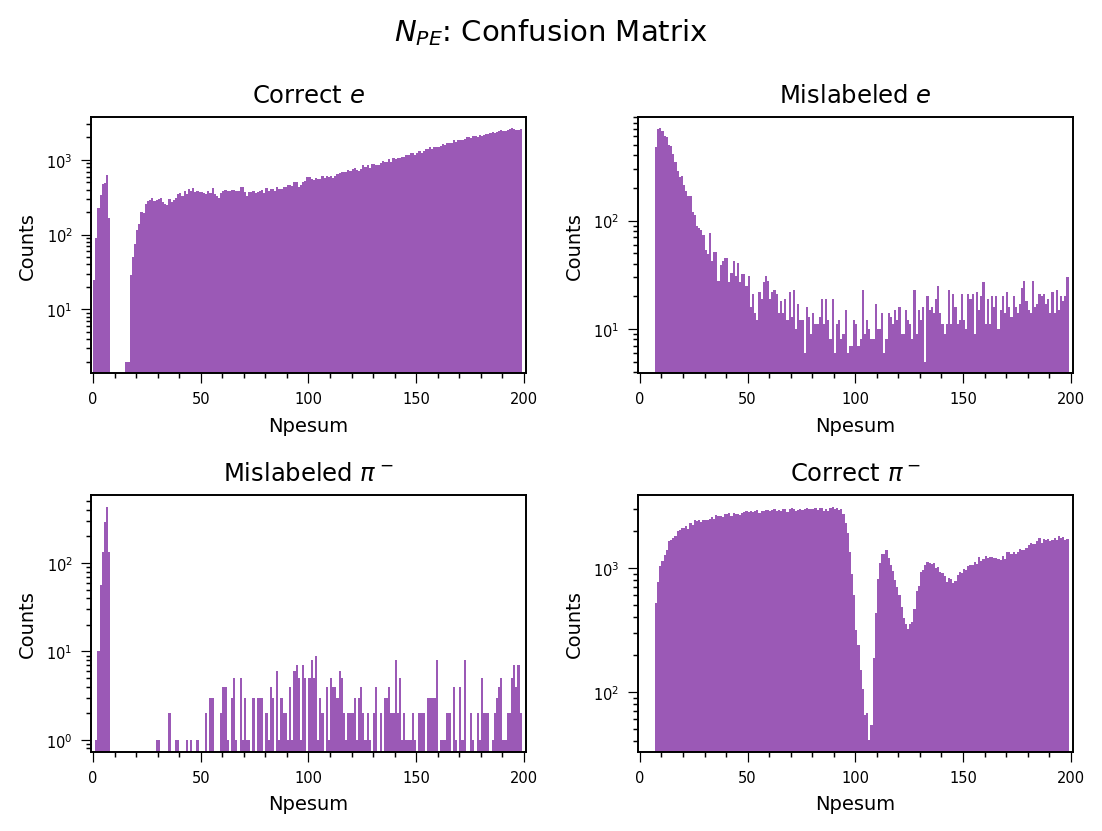 N_{PE}: Confusion Matrix
Correct e
Mislabeled e
Counts
10³
10²
10¹
0 50 100 150 200
Npesum
Counts
10²
10¹
0 50 100 150 200
Npesum
Mislabeled π⁻
Correct π⁻
Counts
10²
10¹
10⁰
0 50 100 150 200
Npesum
Counts
10³
10²
0 50 100 150 200
Npesum